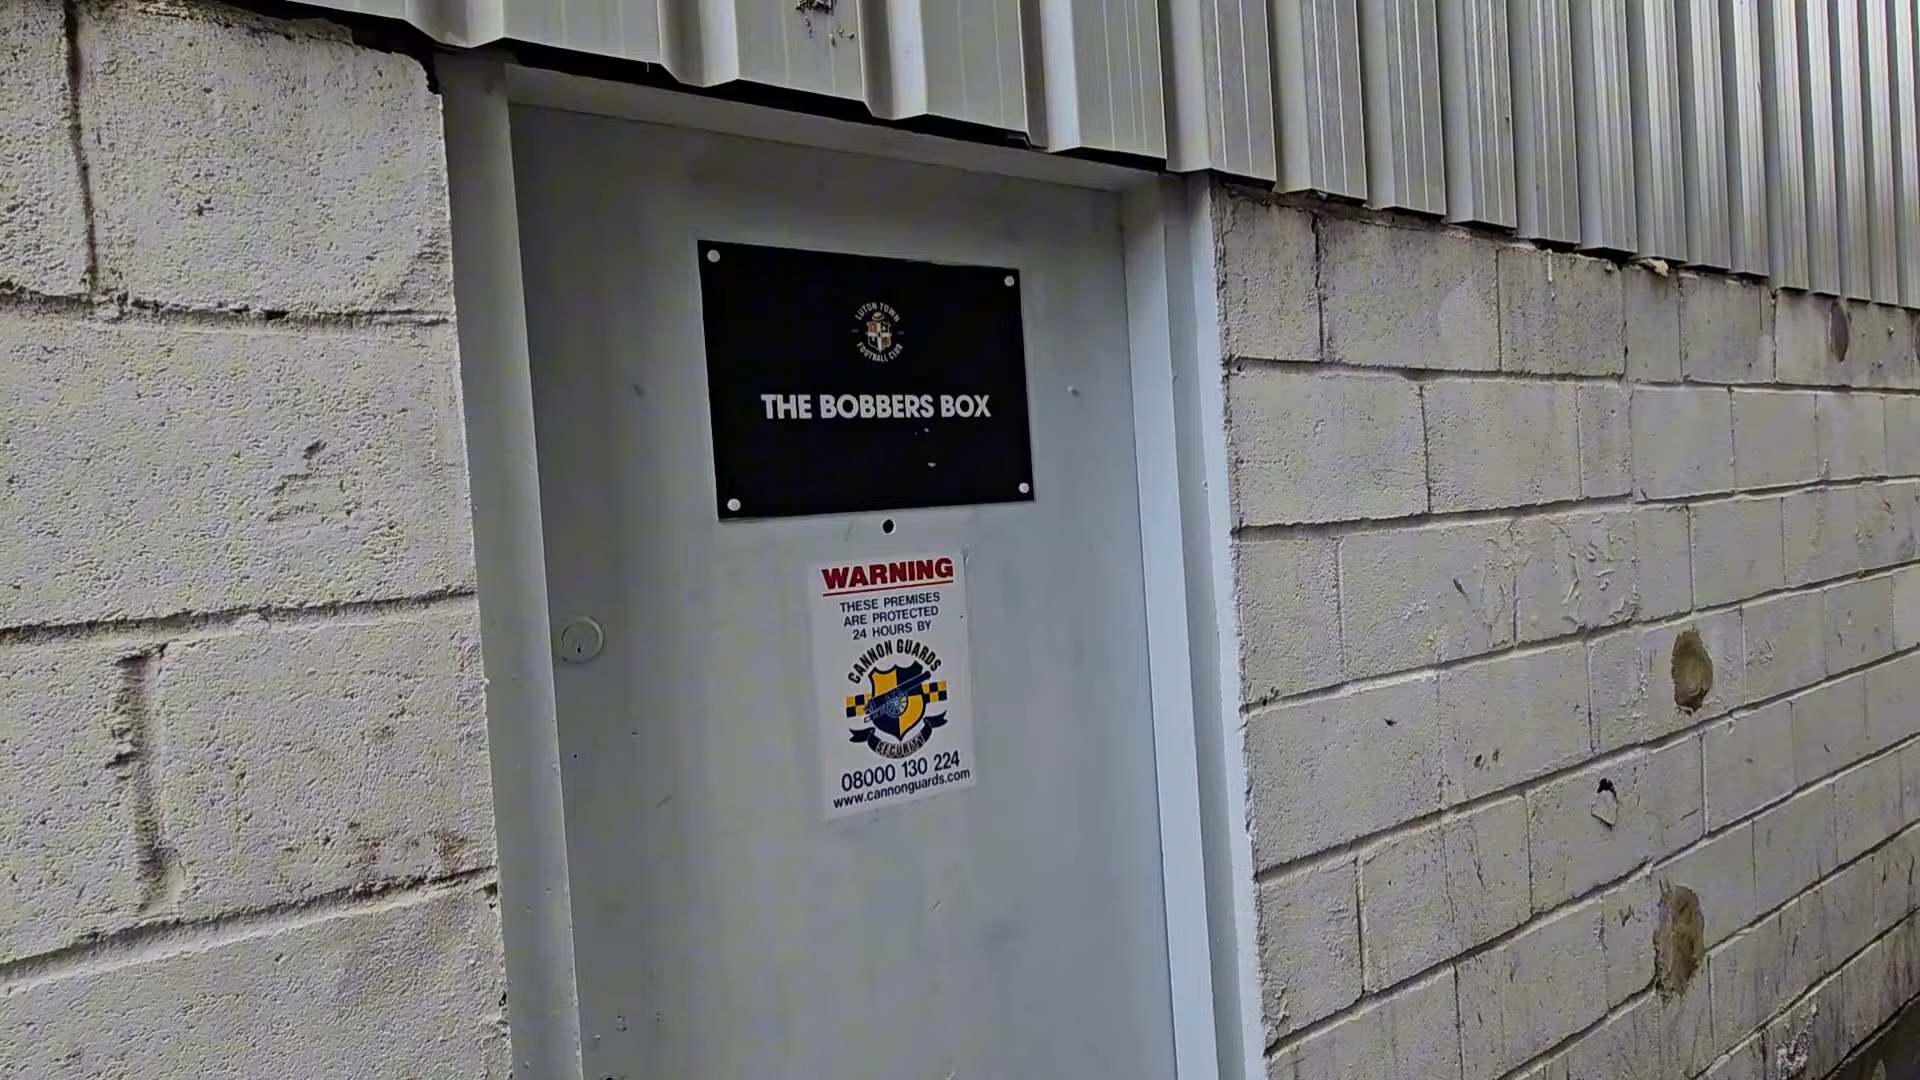 LUTON TOWN
FOOTBALL CLUB
THE BOBBERS BOX
WARNING
THESE PREMISES
ARE PROTECTED
24 HOURS BY
CANNON GUARDS
SECURITY
08000 130 224
www.cannonguards.com